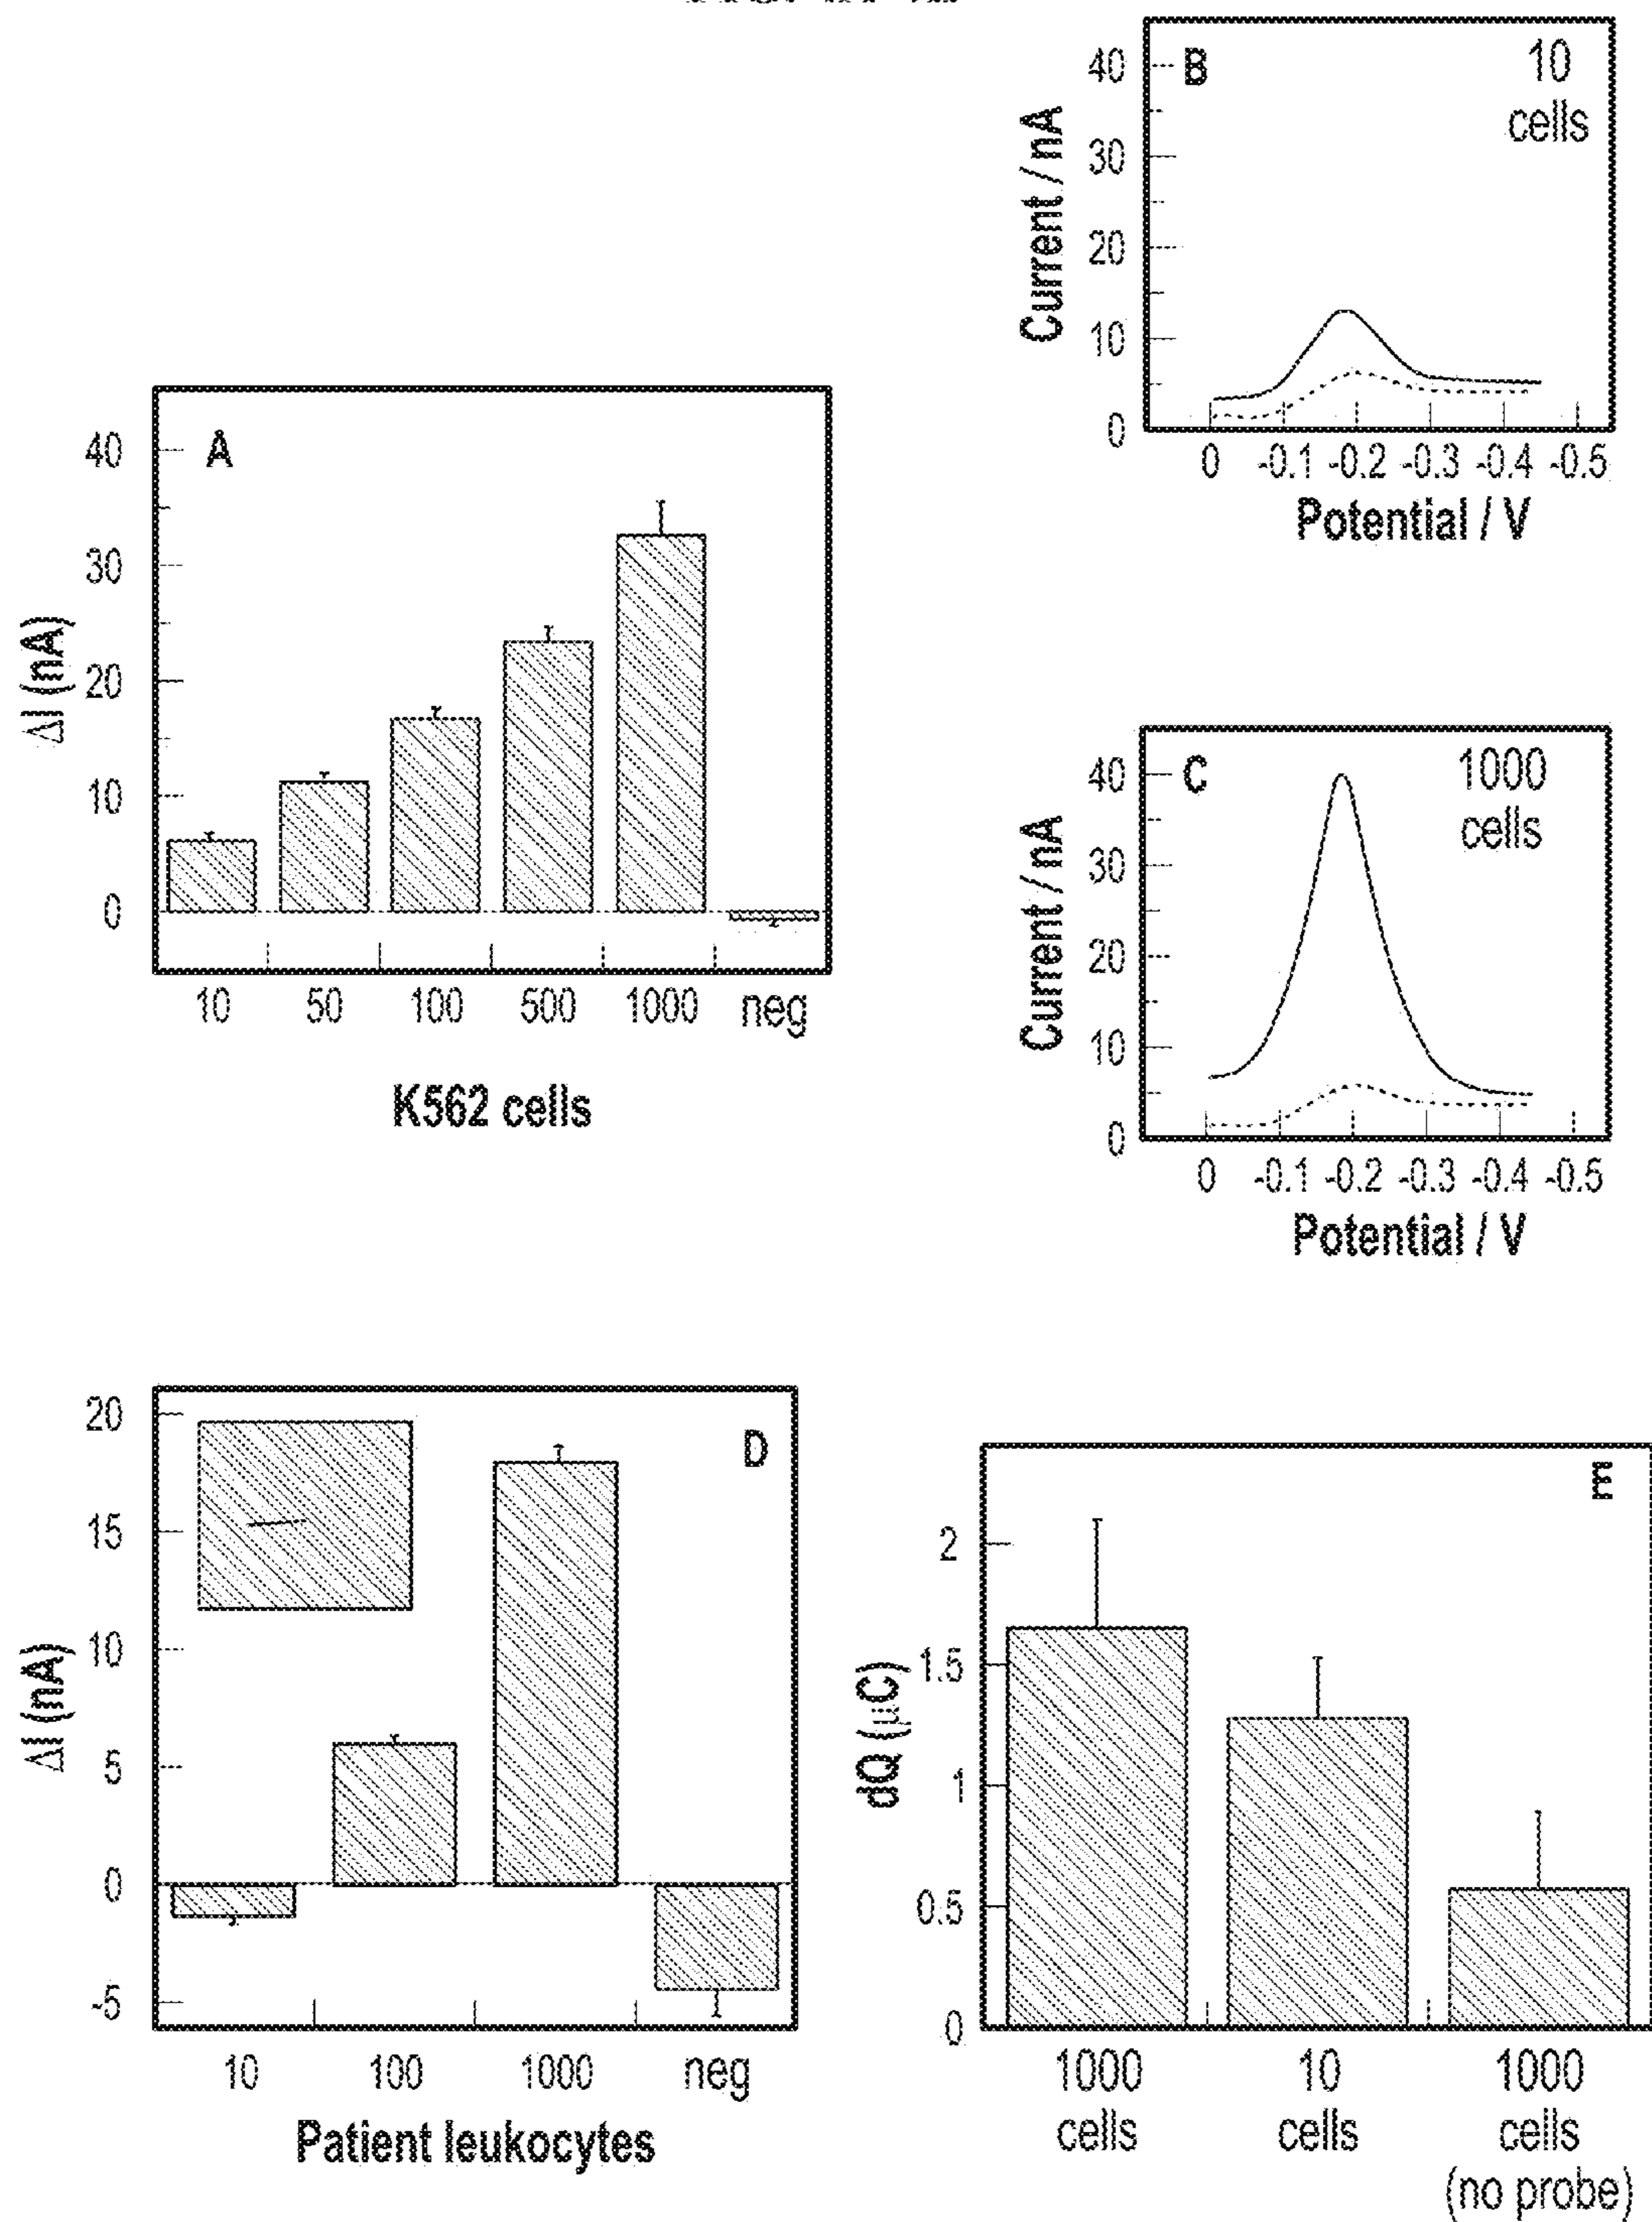 B
10
cells
40
30
20
10
0
Current / nA
0 -0.1 -0.2 -0.3 -0.4 -0.5
Potential / V
A
40
30
20
10
0
ΔI (nA)
10 50 100 500 1000 neg
K562 cells
C
1000
cells
40
30
20
10
0
Current / nA
0 -0.1 -0.2 -0.3 -0.4 -0.5
Potential / V
D
20
15
10
5
0
-5
ΔI (nA)
10 100 1000 neg
Patient leukocytes
E
2
1.5
1
0.5
0
dQ (μC)
1000 10 1000
cells cells cells
(no probe)